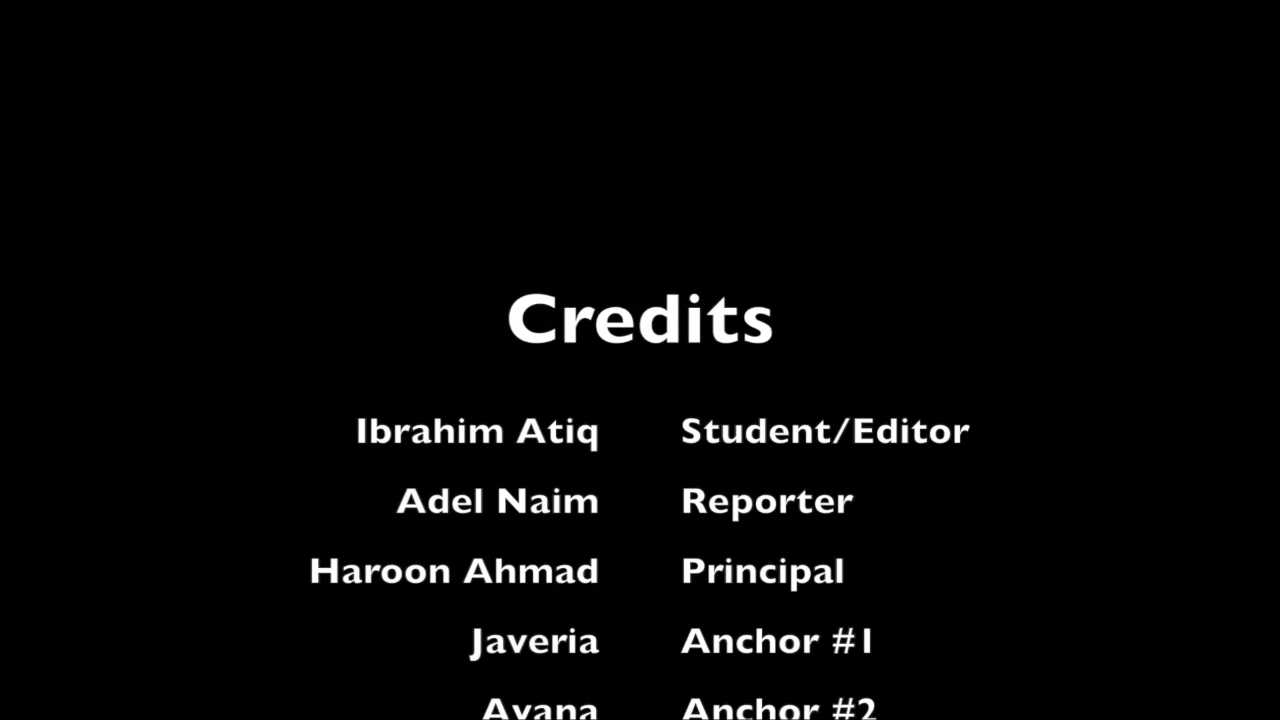 Credits
Ibrahim Atiq Student/Editor
Adel Naim Reporter
Haroon Ahmad Principal
Javeria Anchor #1
Ayana Anchor #2